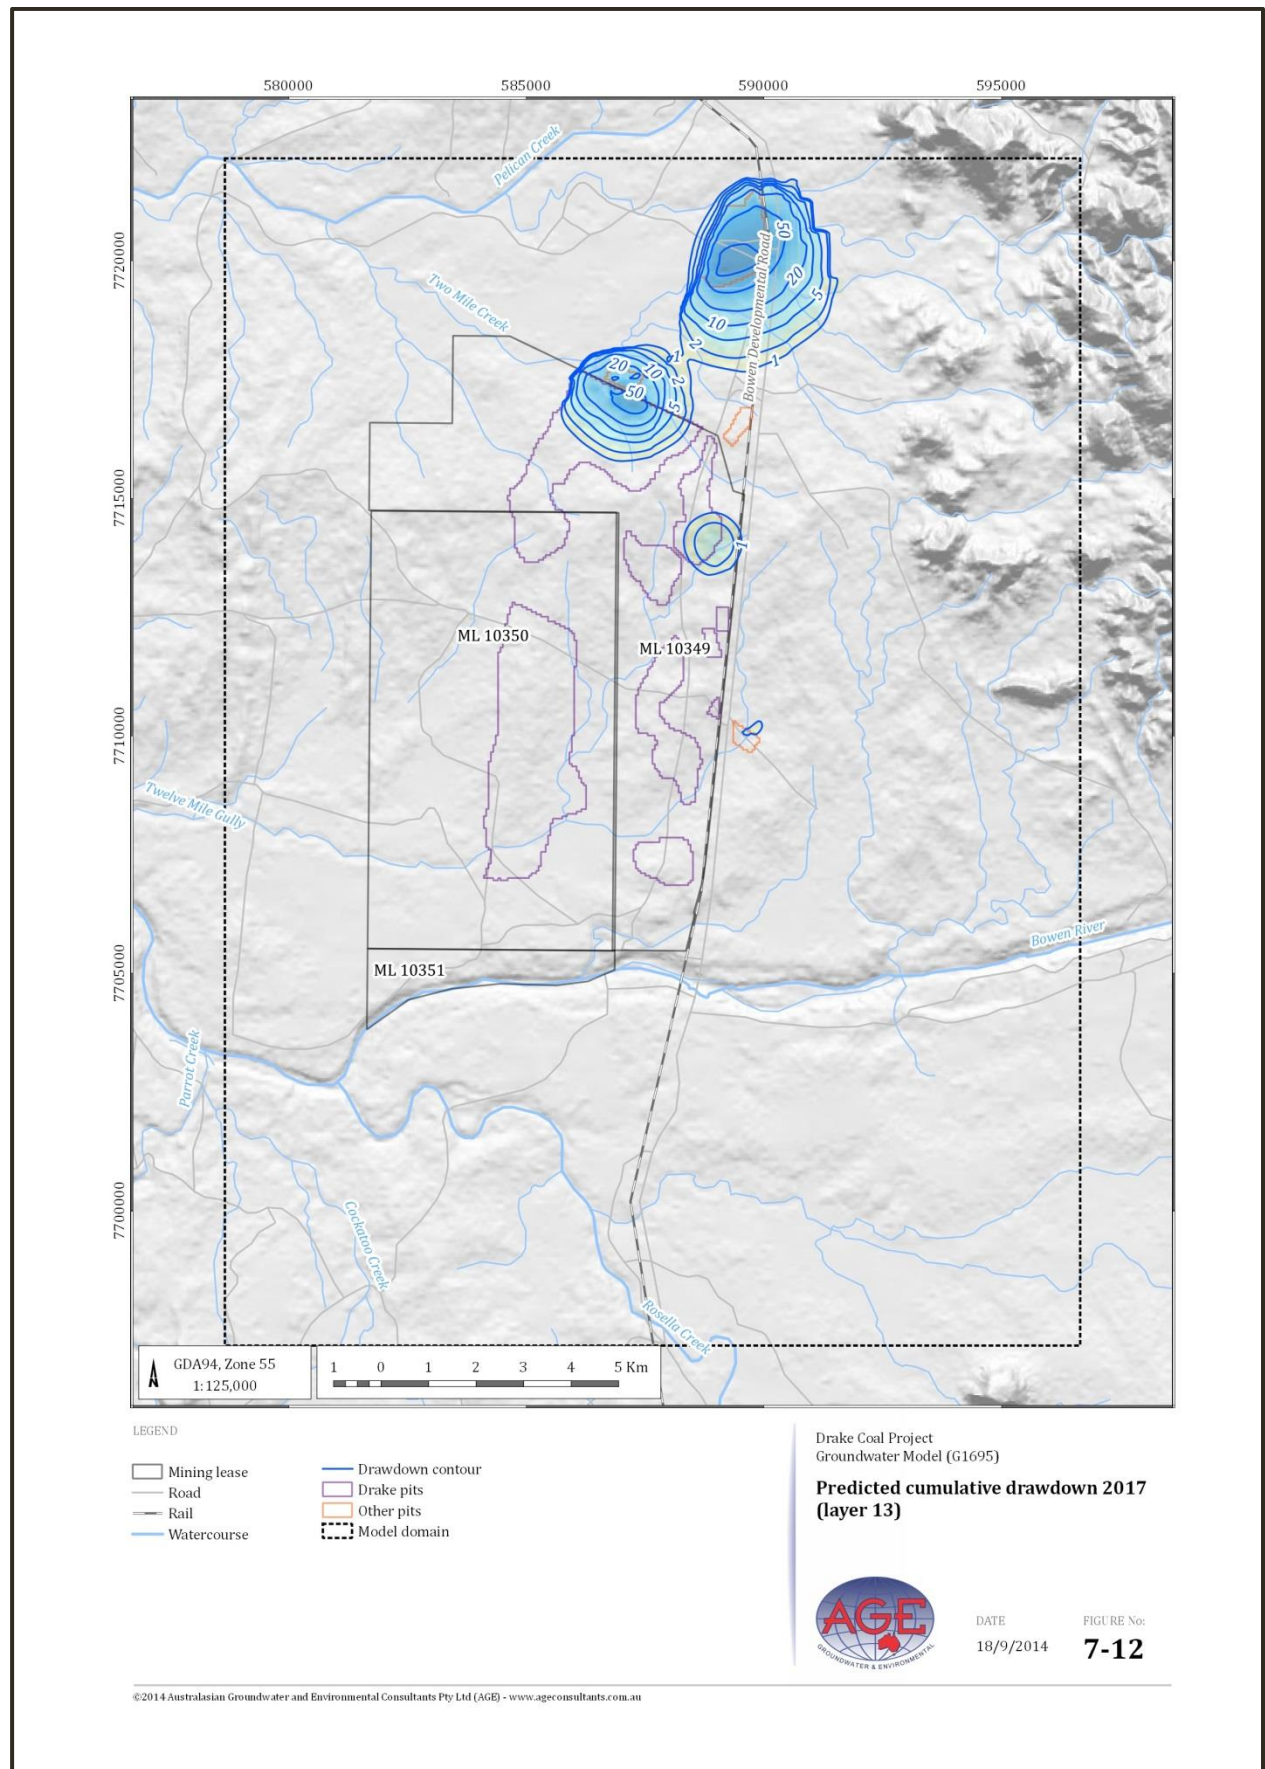 580000 585000 590000 595000
Pelican Creek
7720000
50
Two Mile Creek
20
5
10
Bowen Developmental Road
2
1
1
20
10
2
50
5
7715000
1
ML 10350
ML 10349
7710000
Twelve Mile Gully
Bowen River
7705000
ML 10351
Parrot Creek
7700000
Cockatoo Creek
Rosella Creek
N
GDA94, Zone 55
1:125,000
1 0 1 2 3 4 5 Km
LEGEND
Mining lease
Road
Rail
Watercourse
Drawdown contour
Drake pits
Other pits
Model domain
Drake Coal Project
Groundwater Model (G1695)
Predicted cumulative drawdown 2017
(layer 13)
AGE
GROUNDWATER & ENVIRONMENTAL
DATE
18/9/2014
FIGURE No:
7-12
©2014 Australasian Groundwater and Environmental Consultants Pty Ltd (AGE) - www.ageconsultants.com.au